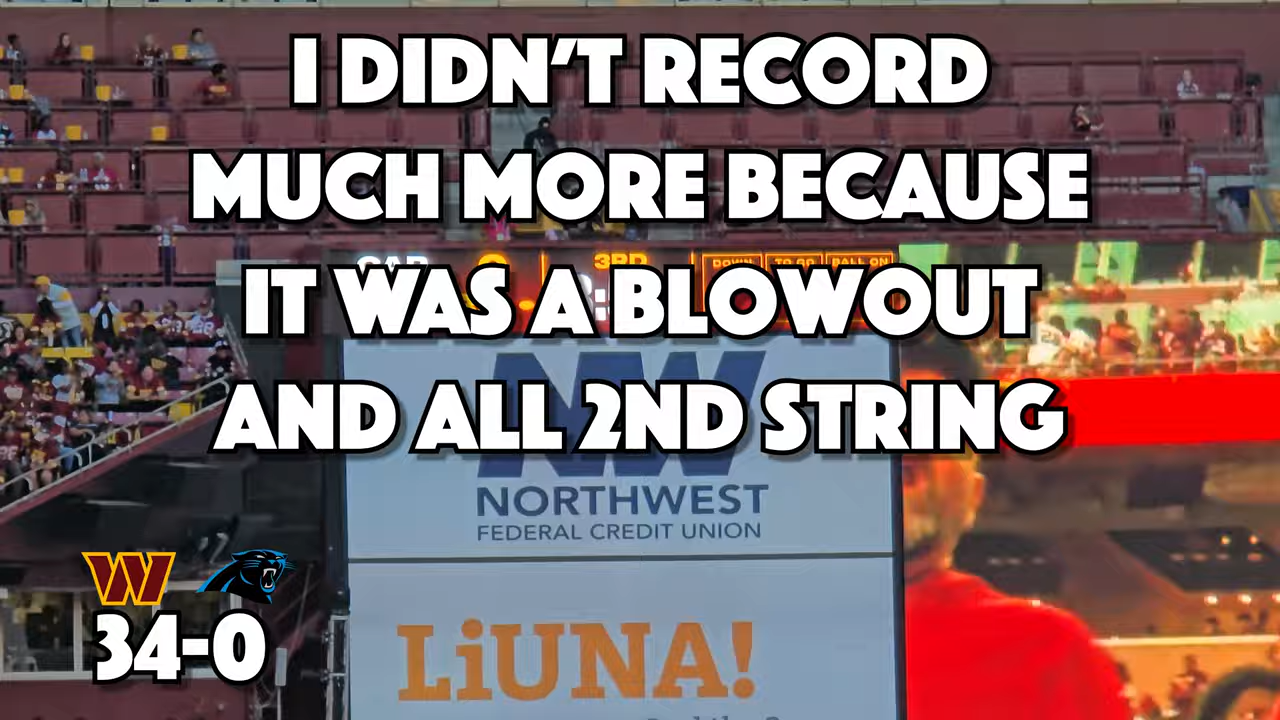 I DIDN'T RECORD
MUCH MORE BECAUSE
IT WAS A BLOWOUT
AND ALL 2ND STRING
CAR 3RD DOWN TO GO BALL ON
NW
NORTHWEST
FEDERAL CREDIT UNION
W
34-0
LiUNA!